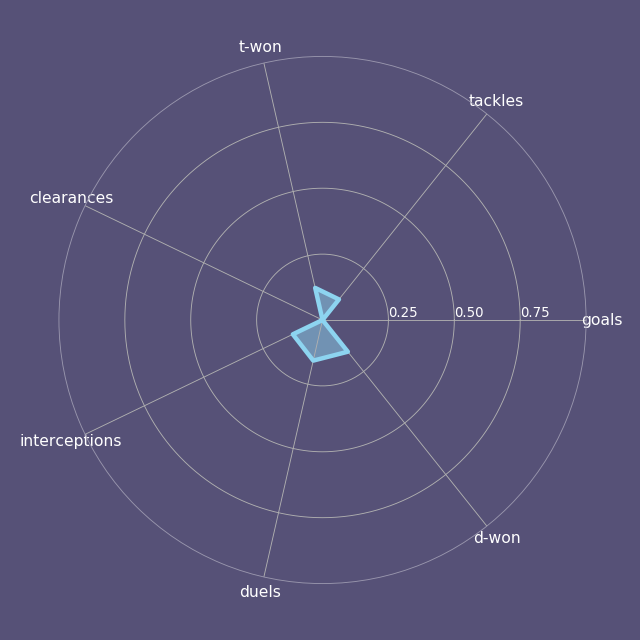 t-won
tackles
clearances
0.25
0.50
0.75
goals
interceptions
d-won
duels